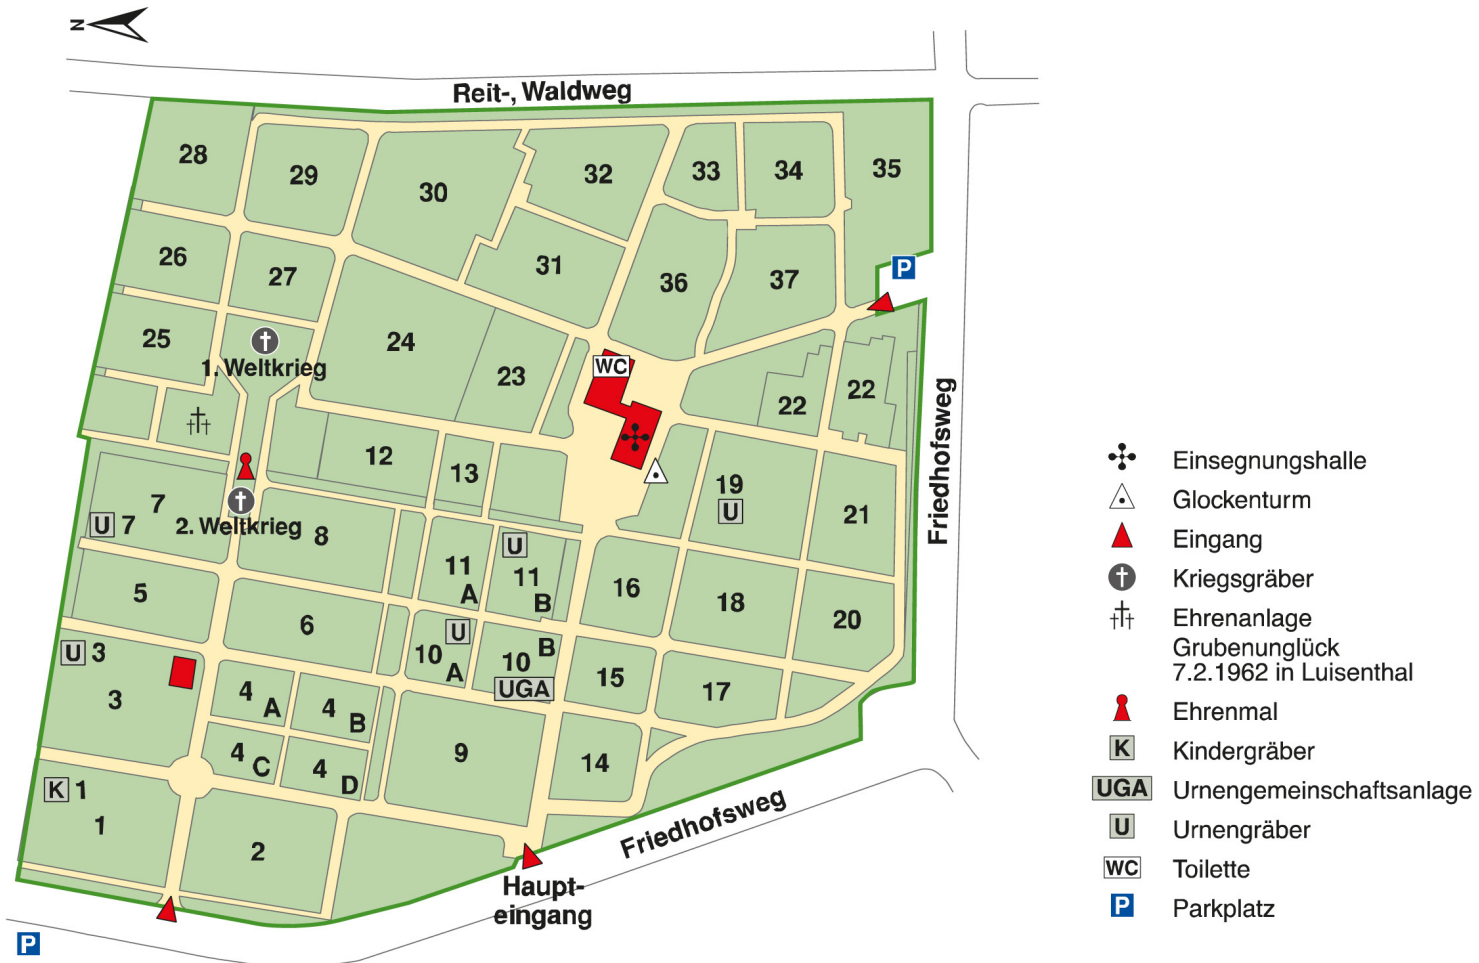 N
Reit-, Waldweg
28
29
30
32
33
34
35
26
27
31
36
37
P
25
1. Weltkrieg
24
23
WC
22
22
12
13
19
U
21
7
U 7
2. Weltkrieg
8
11
A
U
11
B
16
18
20
5
6
U
10
A
10
B
UGA
15
17
U 3
3
4
A
4
B
4
C
4
D
9
14
K 1
1
2
Friedhofsweg
Friedhofsweg
Haupt-
eingang
P
Einsegnungshalle
Glockenturm
Eingang
Kriegsgräber
Ehrenanlage
Grubenunglück
7.2.1962 in Luisenthal
Ehrenmal
K Kindergräber
UGA Urnengemeinschaftsanlage
U Urnengräber
WC Toilette
P Parkplatz